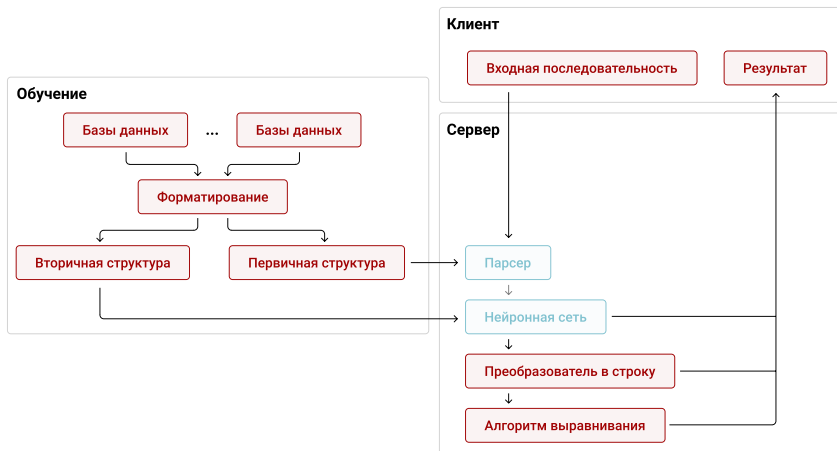 Клиент
Входная последовательность
Результат
Обучение
Базы данных
...
Базы данных
Форматирование
Вторичная структура
Первичная структура
Сервер
Парсер
Нейронная сеть
Преобразователь в строку
Алгоритм выравнивания